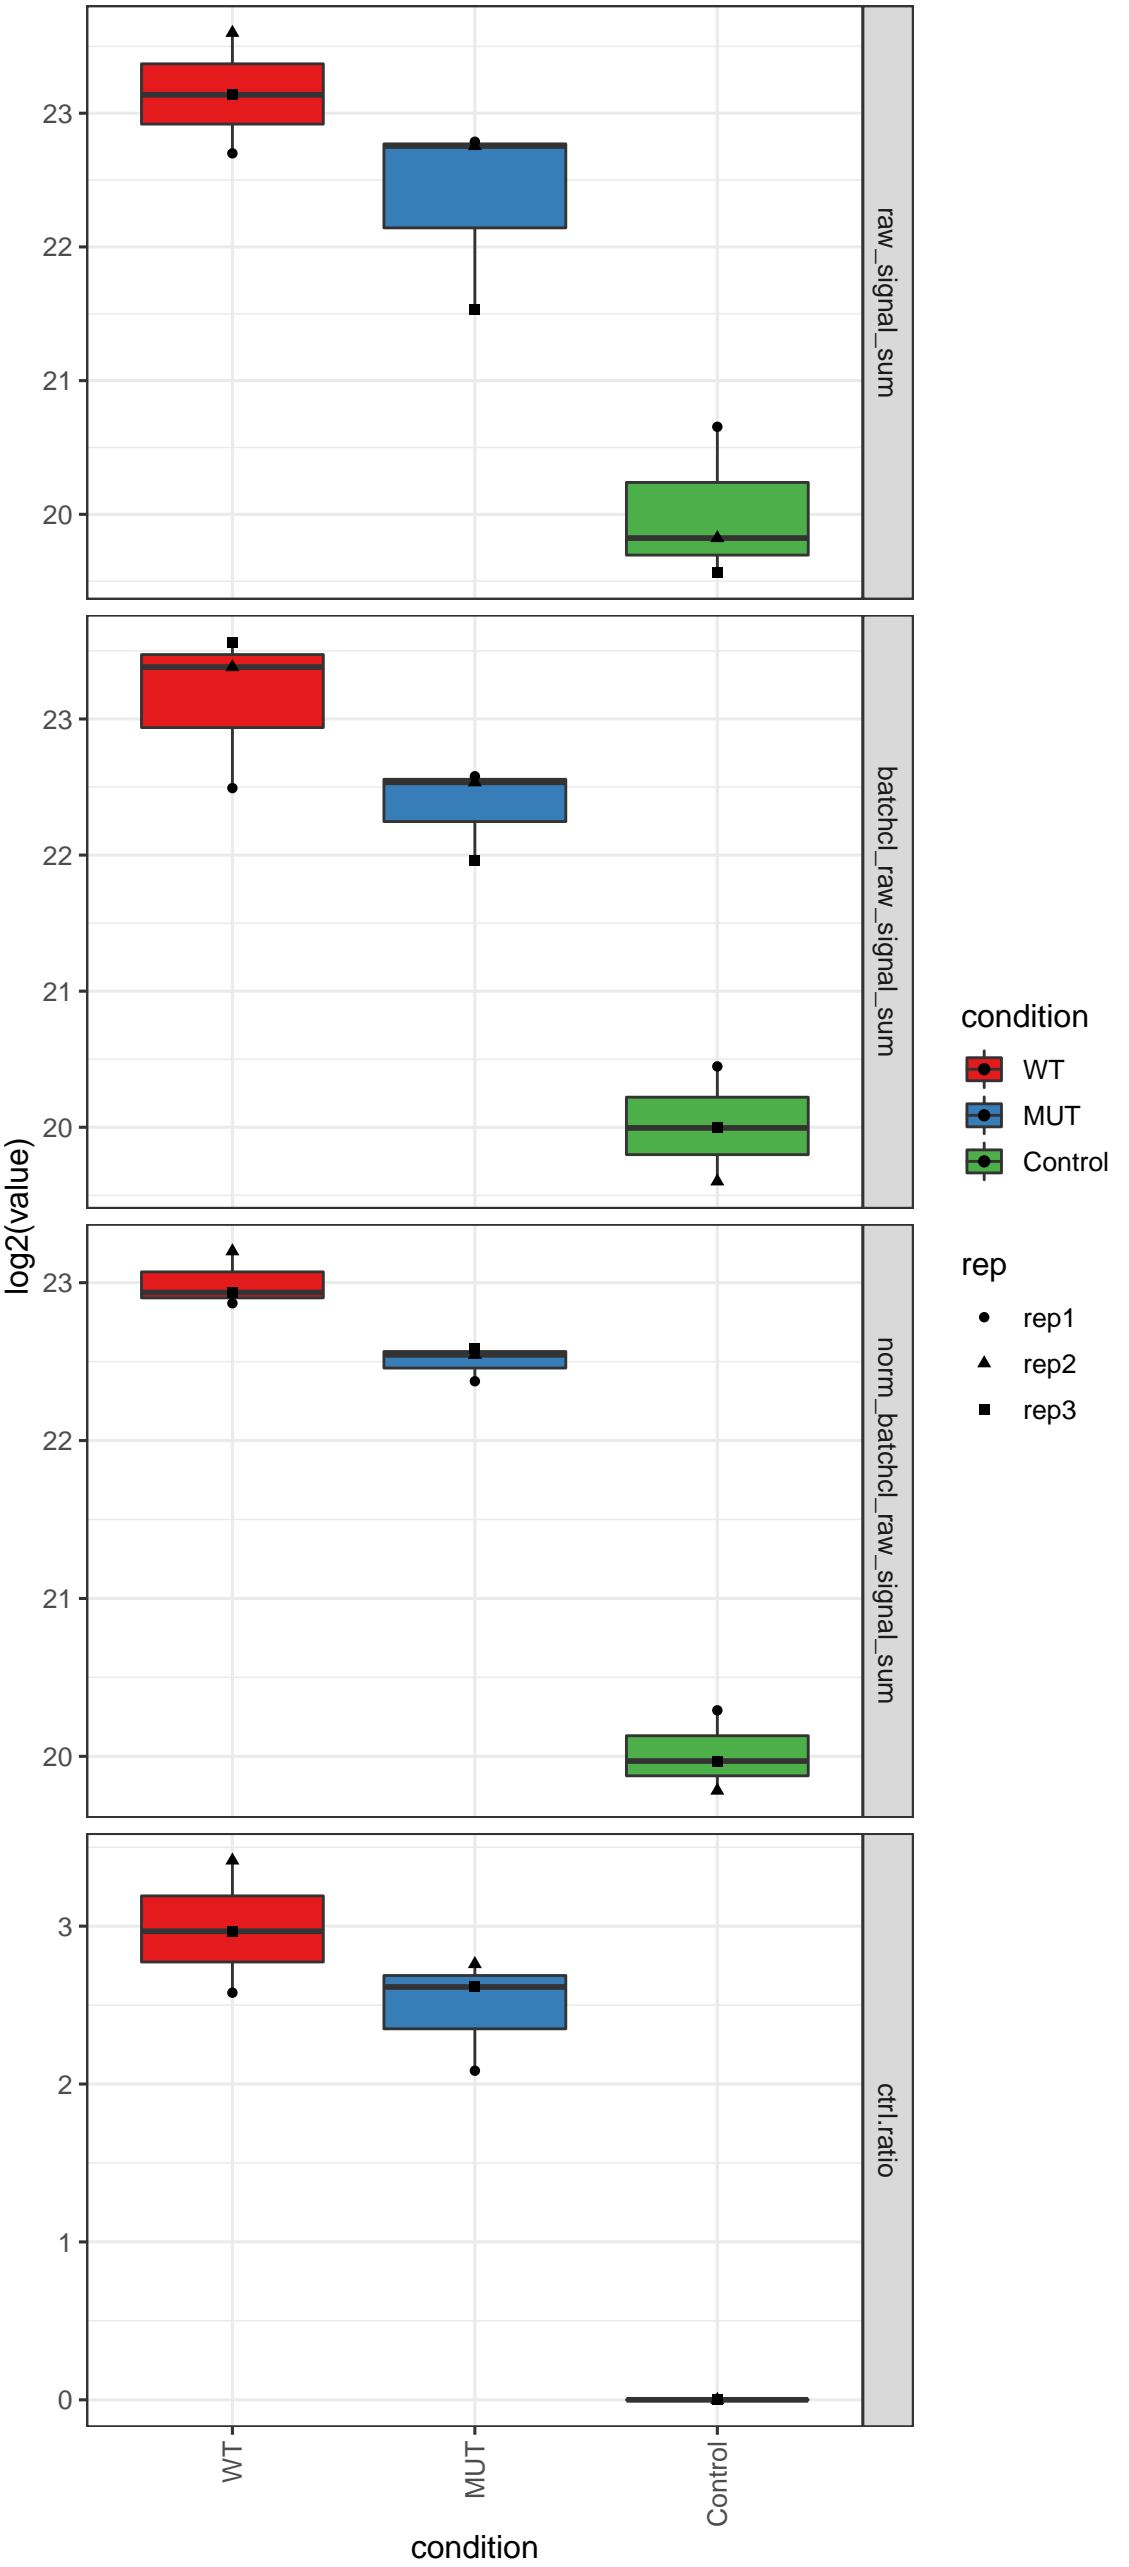 23
22
21
20
raw_signal_sum
23
22
21
20
batchcl_raw_signal_sum
23
22
21
20
norm_batchcl_raw_signal_sum
3
2
1
0
ctrl.ratio
log2(value)
WT
MUT
Control
condition
condition
WT
MUT
Control
rep
rep1
rep2
rep3